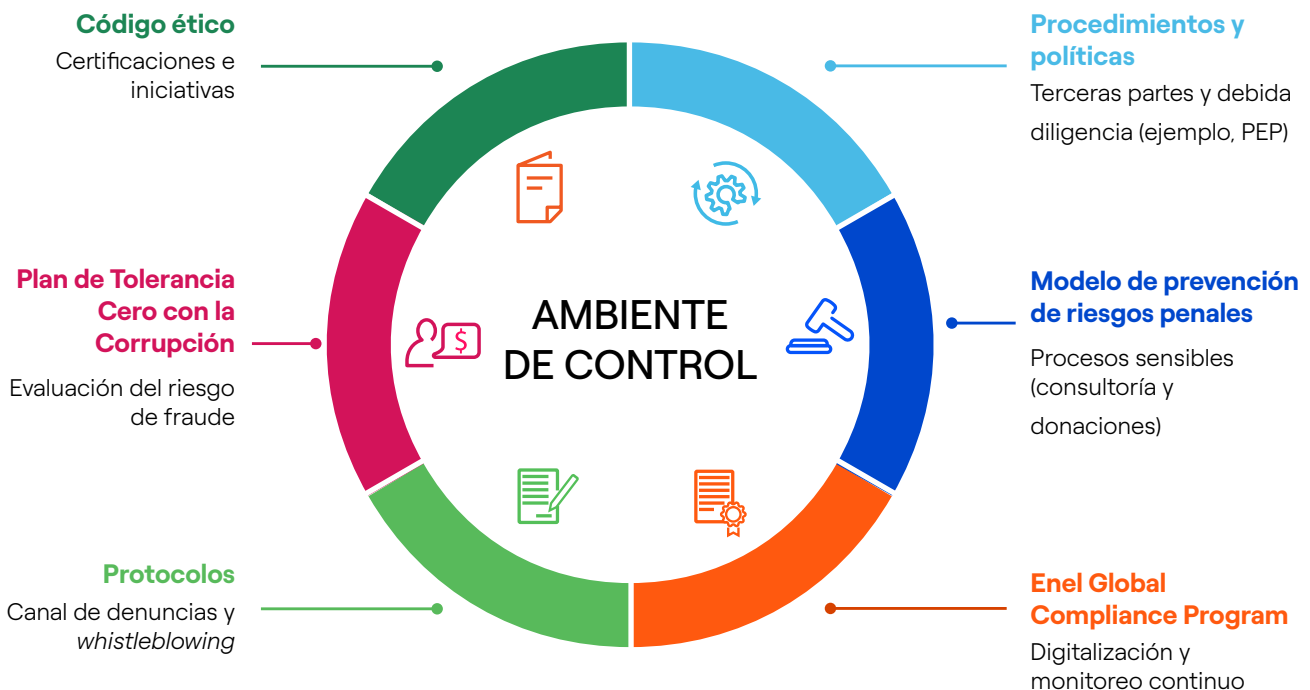 Código ético
Certificaciones e
iniciativas
Procedimientos y
políticas
Terceras partes y debida
diligencia (ejemplo, PEP)
Plan de Tolerancia
Cero con la
Corrupción
Evaluación del riesgo
de fraude
$
AMBIENTE
DE CONTROL
Modelo de prevención
de riesgos penales
Procesos sensibles
(consultoría y
donaciones)
Protocolos
Canal de denuncias y
whistleblowing
Enel Global
Compliance Program
Digitalización y
monitoreo continuo